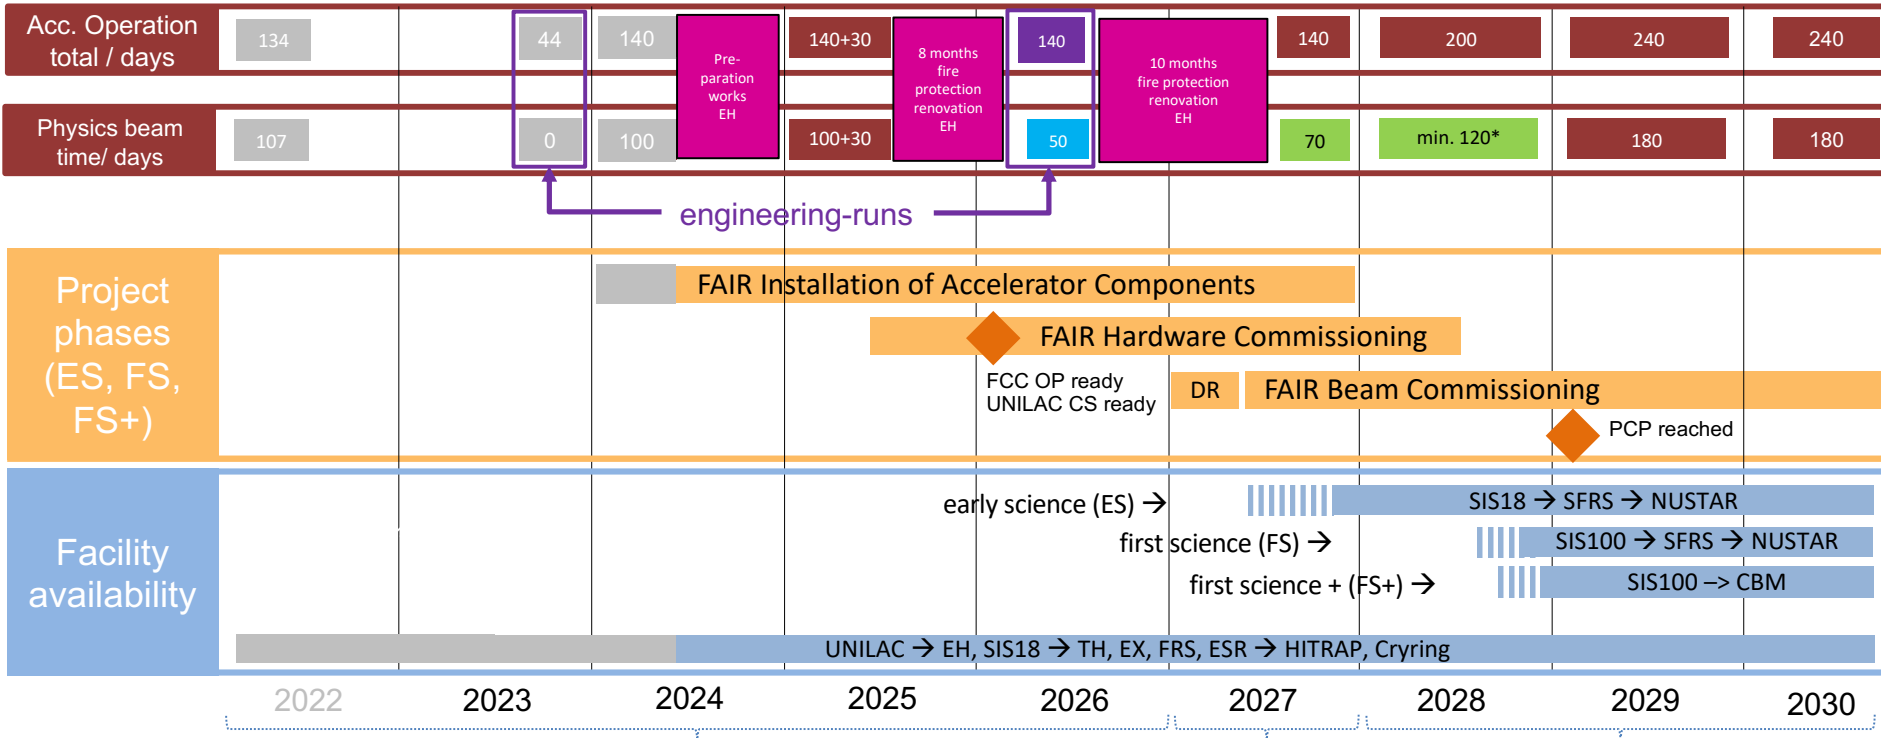 Acc. Operation
total / days
134
44
140
Pre-
paration
works
EH
140+30
8 months
fire
protection
renovation
EH
140
10 months
fire protection
renovation
EH
140
200
240
240
Physics beam
time/ days
107
0
100
100+30
50
70
min. 120*
180
180
engineering-runs
Project
phases
(ES, FS,
FS+)
FAIR Installation of Accelerator Components
FAIR Hardware Commissioning
FCC OP ready
UNILAC CS ready
DR
FAIR Beam Commissioning
PCP reached
Facility
availability
early science (ES) →
SIS18 → SFRS → NUSTAR
first science (FS) →
SIS100 → SFRS → NUSTAR
first science + (FS+) →
SIS100 –> CBM
UNILAC → EH, SIS18 → TH, EX, FRS, ESR → HITRAP, Cryring
2022
2023
2024
2025
2026
2027
2028
2029
2030